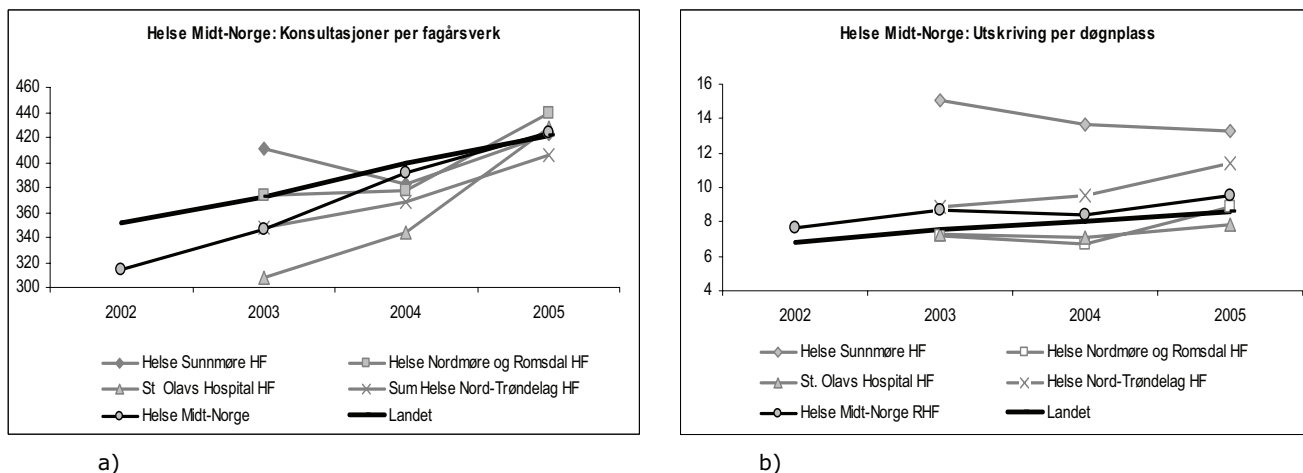 Helse Midt-Norge: Konsultasjoner per fagårsverk
460
440
420
400
380
360
340
320
300
2002 2003 2004 2005
Helse Sunnmøre HF Helse Nordmøre og Romsdal HF
St Olavs Hospital HF Sum Helse Nord-Trøndelag HF
Helse Midt-Norge Landet
a)
Helse Midt-Norge: Utskriving per døgnplass
16
14
12
10
8
6
4
2002 2003 2004 2005
Helse Sunnmøre HF Helse Nordmøre og Romsdal HF
St. Olavs Hospital HF Helse Nord-Trøndelag HF
Helse Midt-Norge RHF Landet
b)